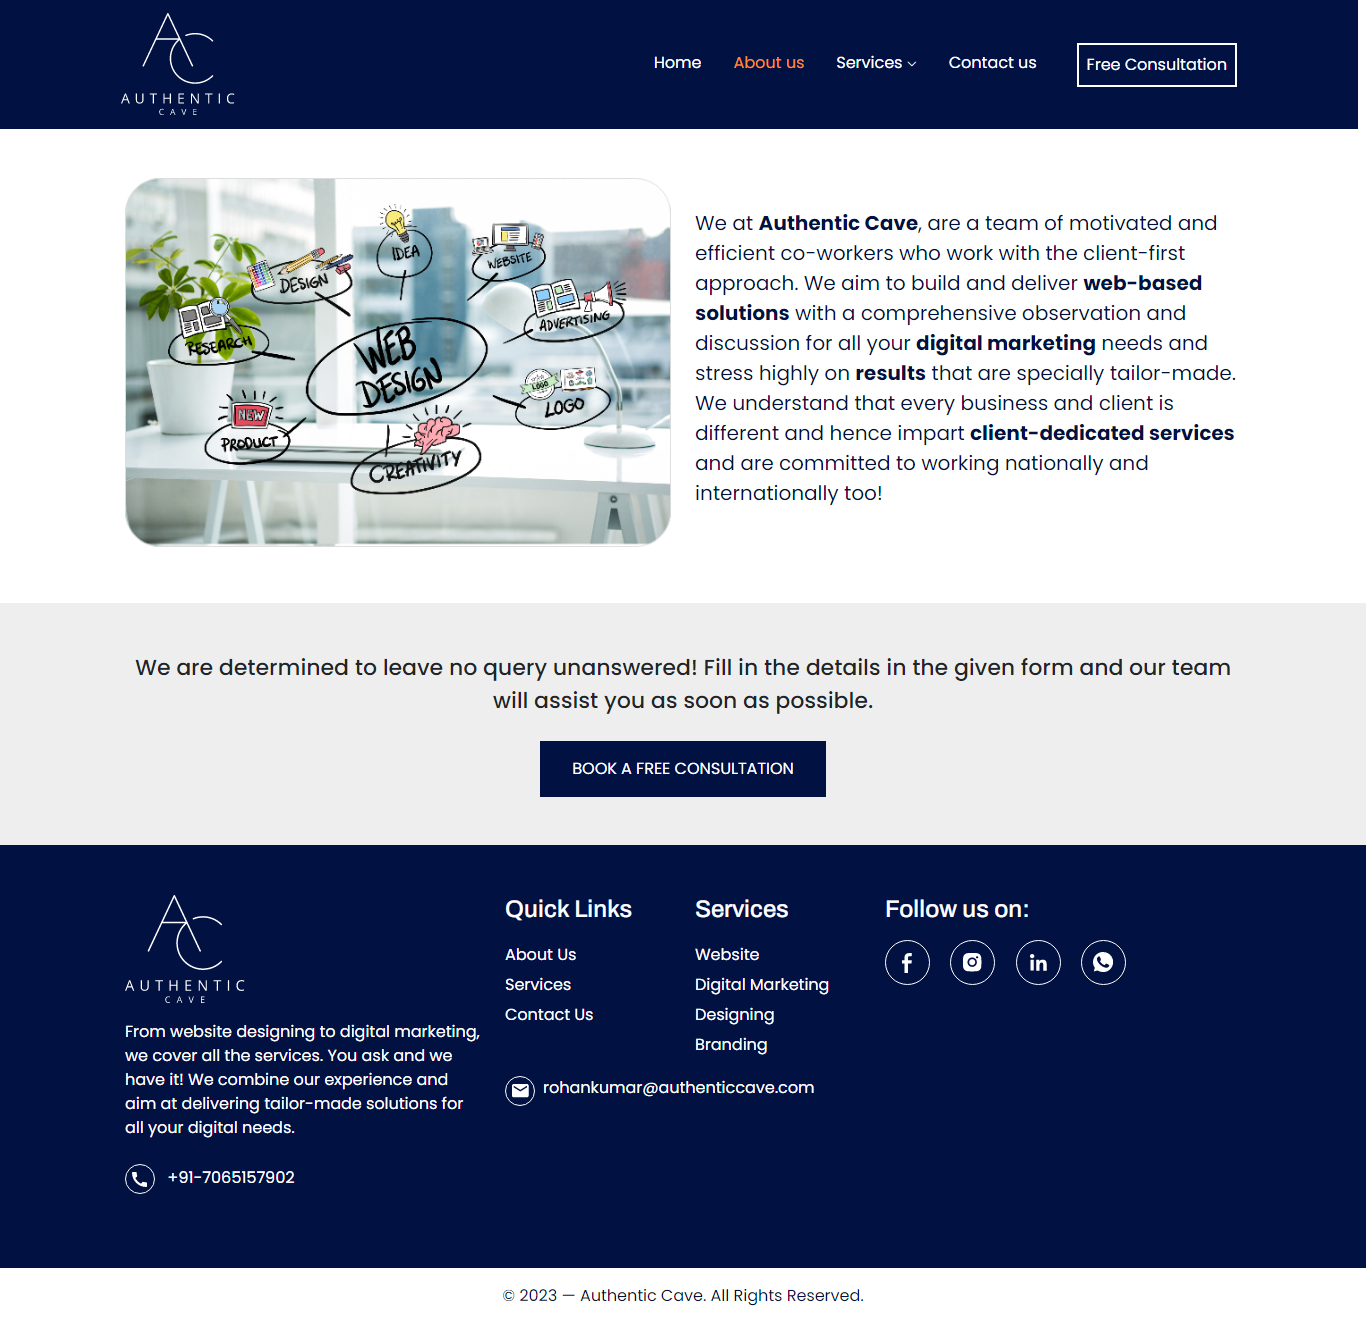 AUTHENTIC
CAVE
Home
About us
Services
Contact us
Free Consultation
IDEA
WEBSITE
DESIGN
ADVERTISING
RESEARCH
WEB
DESIGN
LOGO
LOGO
NEW
PRODUCT
CREATIVITY
We at Authentic Cave, are a team of motivated and
efficient co-workers who work with the client-first
approach. We aim to build and deliver web-based
solutions with a comprehensive observation and
discussion for all your digital marketing needs and
stress highly on results that are specially tailor-made.
We understand that every business and client is
different and hence impart client-dedicated services
and are committed to working nationally and
internationally too!
We are determined to leave no query unanswered! Fill in the details in the given form and our team
will assist you as soon as possible.
BOOK A FREE CONSULTATION
AUTHENTIC
CAVE
From website designing to digital marketing,
we cover all the services. You ask and we
have it! We combine our experience and
aim at delivering tailor-made solutions for
all your digital needs.
+91-7065157902
Quick Links
About Us
Services
Contact Us
rohankumar@authenticcave.com
Services
Website
Digital Marketing
Designing
Branding
Follow us on:
© 2023 — Authentic Cave. All Rights Reserved.